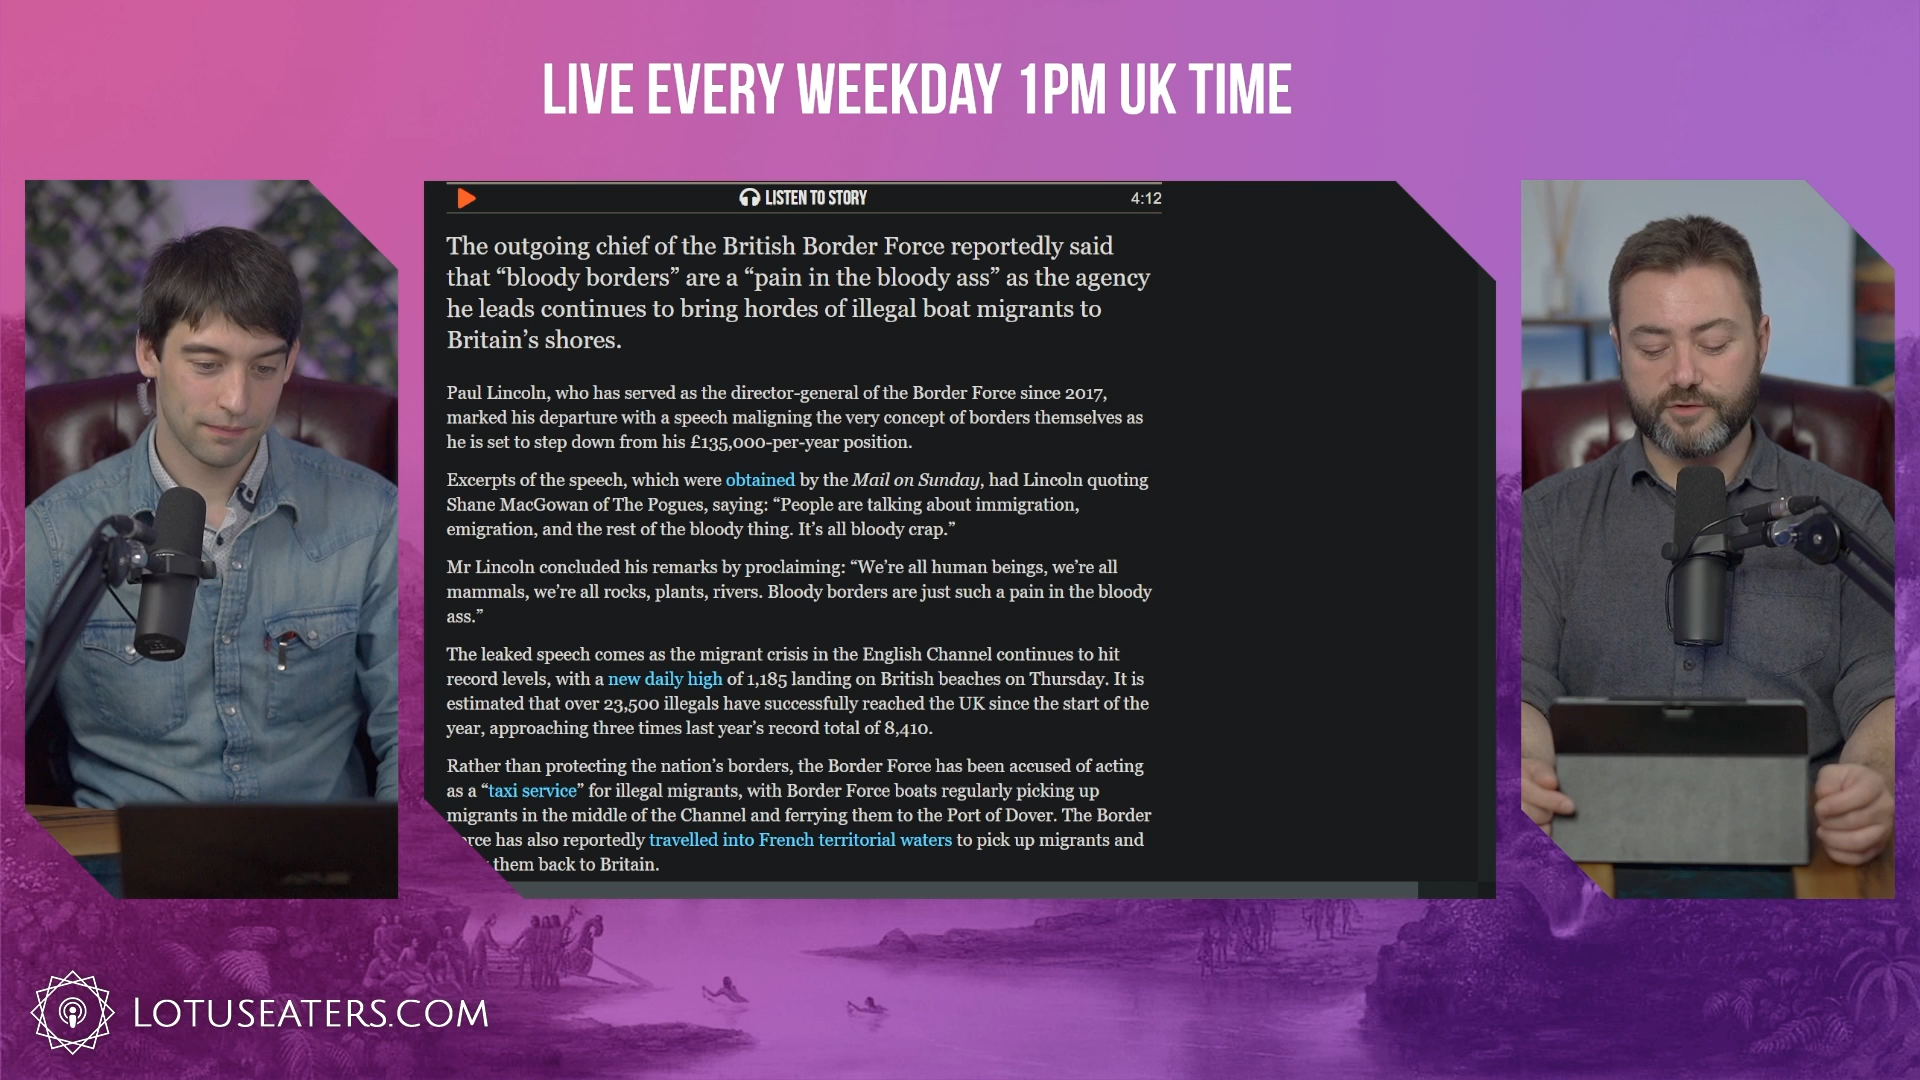 LIVE EVERY WEEKDAY 1PM UK TIME
LISTEN TO STORY
4:12
The outgoing chief of the British Border Force reportedly said
that “bloody borders” are a “pain in the bloody ass” as the agency
he leads continues to bring hordes of illegal boat migrants to
Britain’s shores.
Paul Lincoln, who has served as the director-general of the Border Force since 2017,
marked his departure with a speech maligning the very concept of borders themselves as
he is set to step down from his £135,000-per-year position.
Excerpts of the speech, which were obtained by the Mail on Sunday, had Lincoln quoting
Shane MacGowan of The Pogues, saying: “People are talking about immigration,
emigration, and the rest of the bloody thing. It’s all bloody crap.”
Mr Lincoln concluded his remarks by proclaiming: “We’re all human beings, we’re all
mammals, we’re all rocks, plants, rivers. Bloody borders are just such a pain in the bloody
ass.”
The leaked speech comes as the migrant crisis in the English Channel continues to hit
record levels, with a new daily high of 1,185 landing on British beaches on Thursday. It is
estimated that over 23,500 illegals have successfully reached the UK since the start of the
year, approaching three times last year’s record total of 8,410.
Rather than protecting the nation’s borders, the Border Force has been accused of acting
as a “taxi service” for illegal migrants, with Border Force boats regularly picking up
migrants in the middle of the Channel and ferrying them to the Port of Dover. The Border
has also reportedly travelled into French territorial waters to pick up migrants and
them back to Britain.
LOTUSEATERS.COM